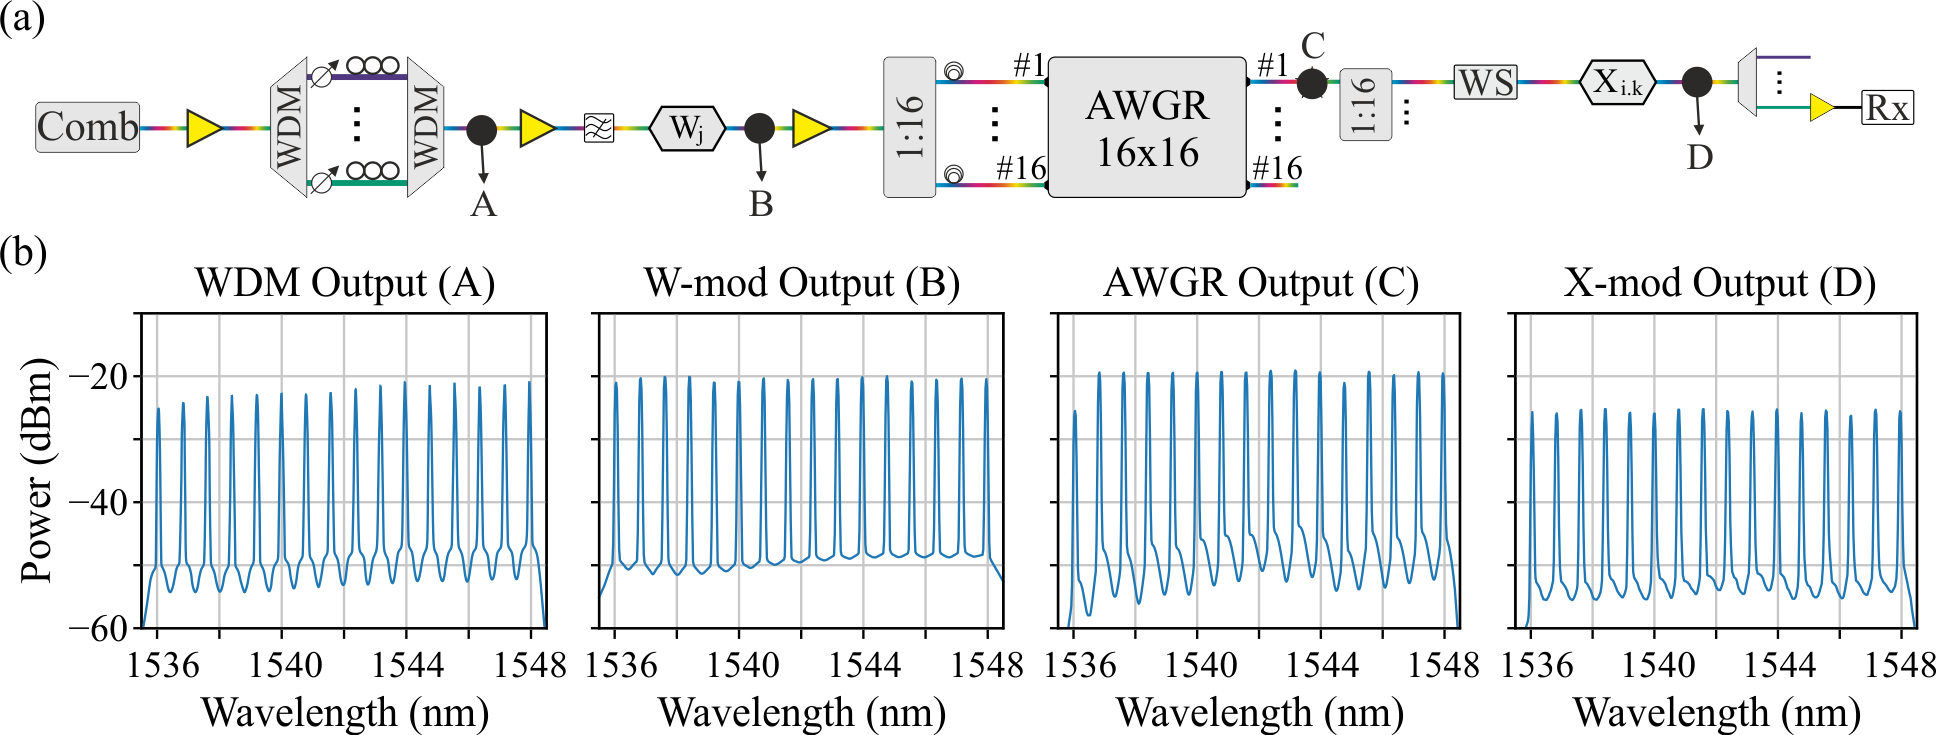 (a)
Comb
WDM
WDM
A
W_j
B
1:16
#1
#16
AWGR
16x16
#1
#16
C
1:16
WS
X_i.k
D
Rx
(b)
WDM Output (A)
W-mod Output (B)
AWGR Output (C)
X-mod Output (D)
Power (dBm)
−20
−40
−60
1536 1540 1544 1548
1536 1540 1544 1548
1536 1540 1544 1548
1536 1540 1544 1548
Wavelength (nm)
Wavelength (nm)
Wavelength (nm)
Wavelength (nm)